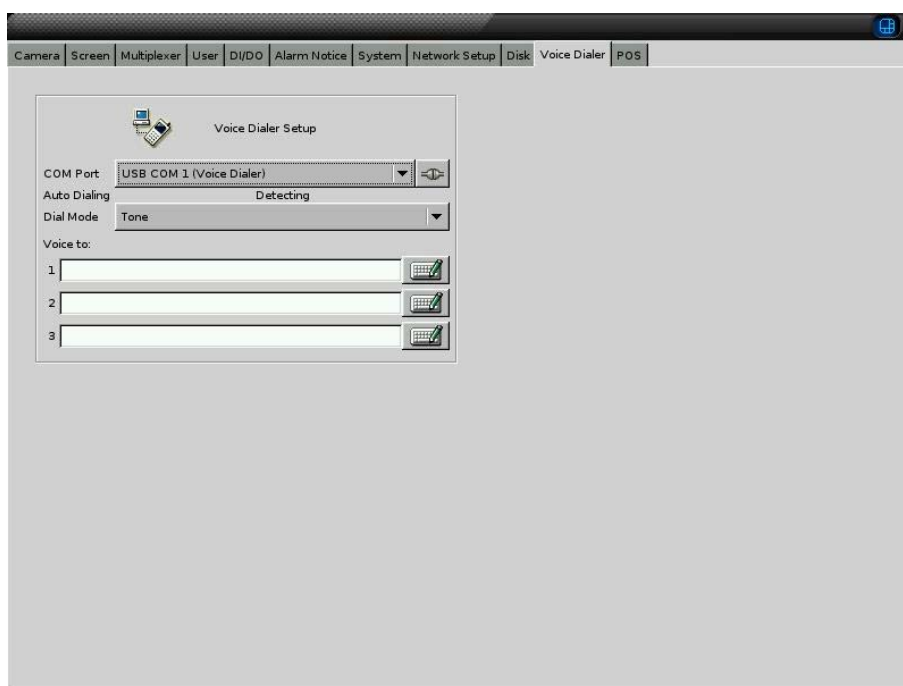 Camera Screen Multiplexer User DI/DO Alarm Notice System Network Setup Disk Voice Dialer POS
Voice Dialer Setup
COM Port USB COM 1 (Voice Dialer)
Auto Dialing Detecting
Dial Mode Tone
Voice to:
1
2
3